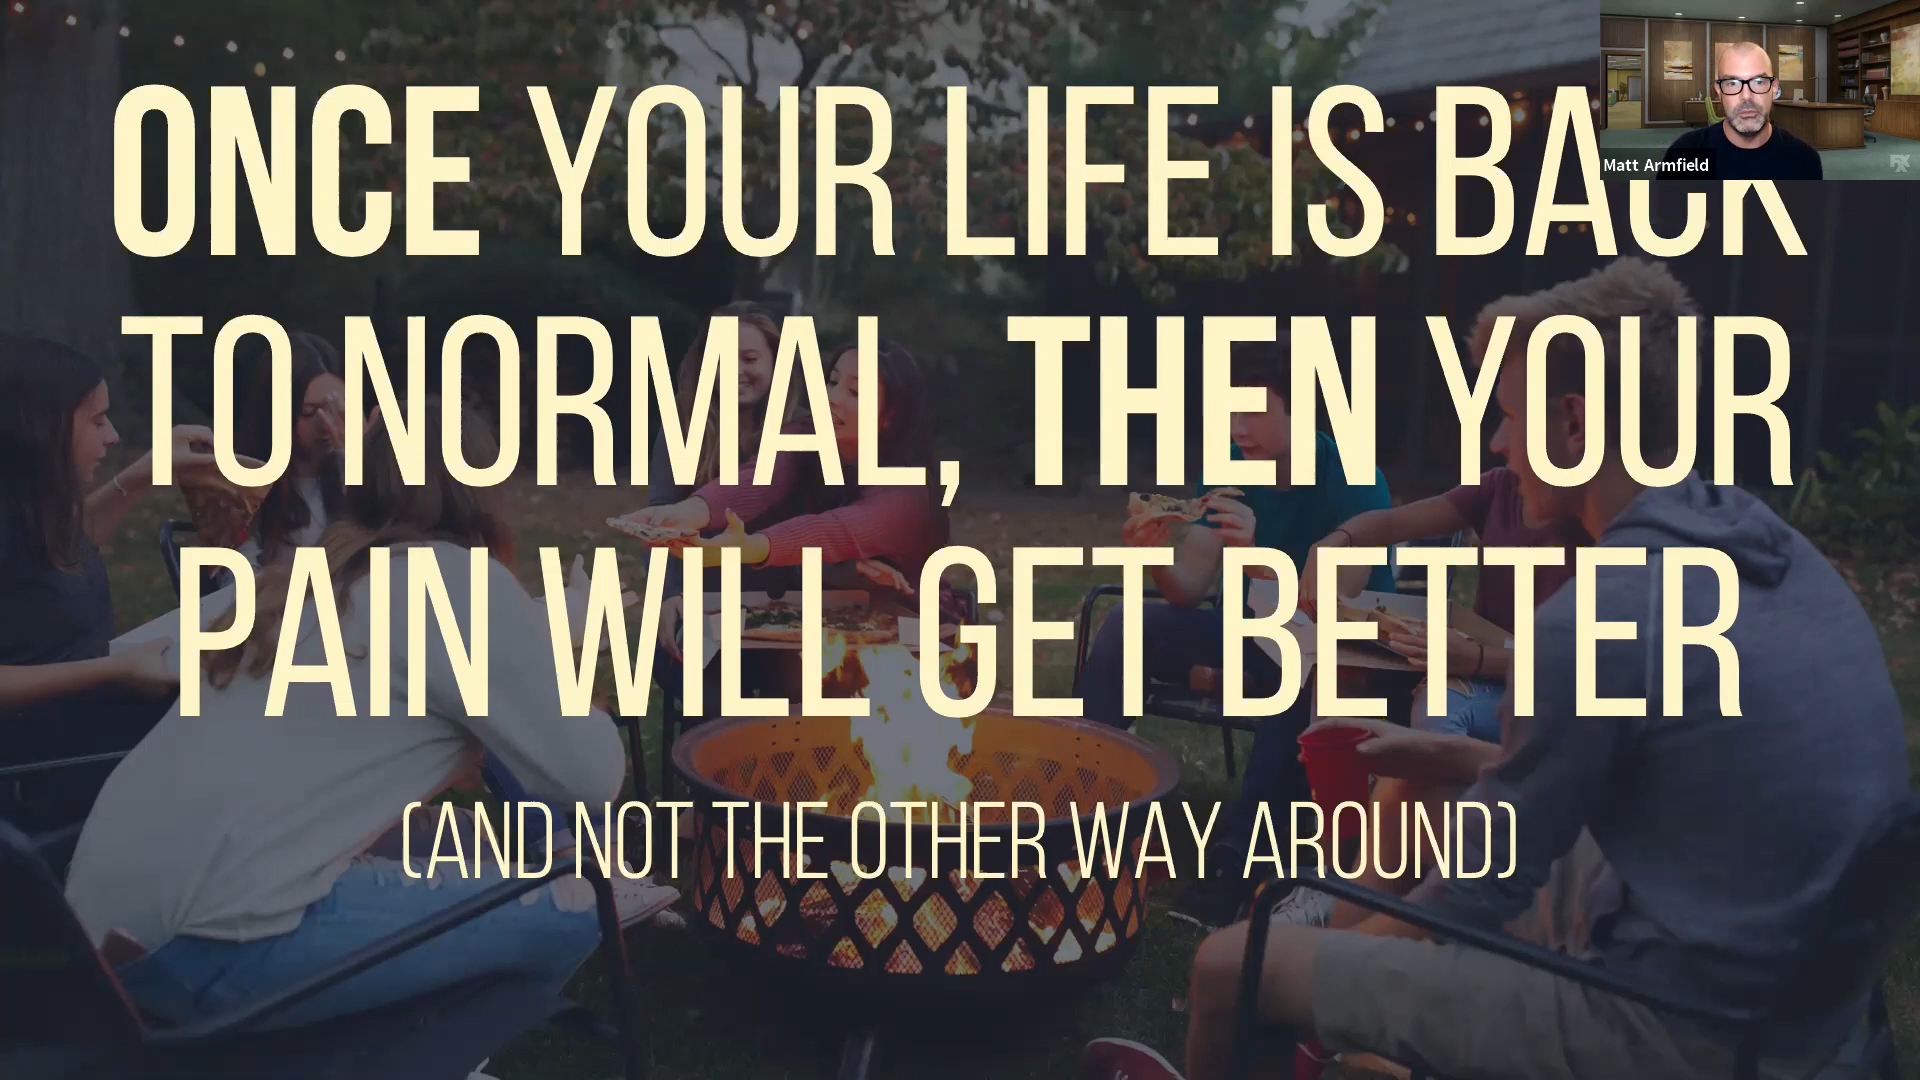 ONCE YOUR LIFE IS BACK
TO NORMAL, THEN YOUR
PAIN WILL GET BETTER
(AND NOT THE OTHER WAY AROUND)
Matt Armfield
FX